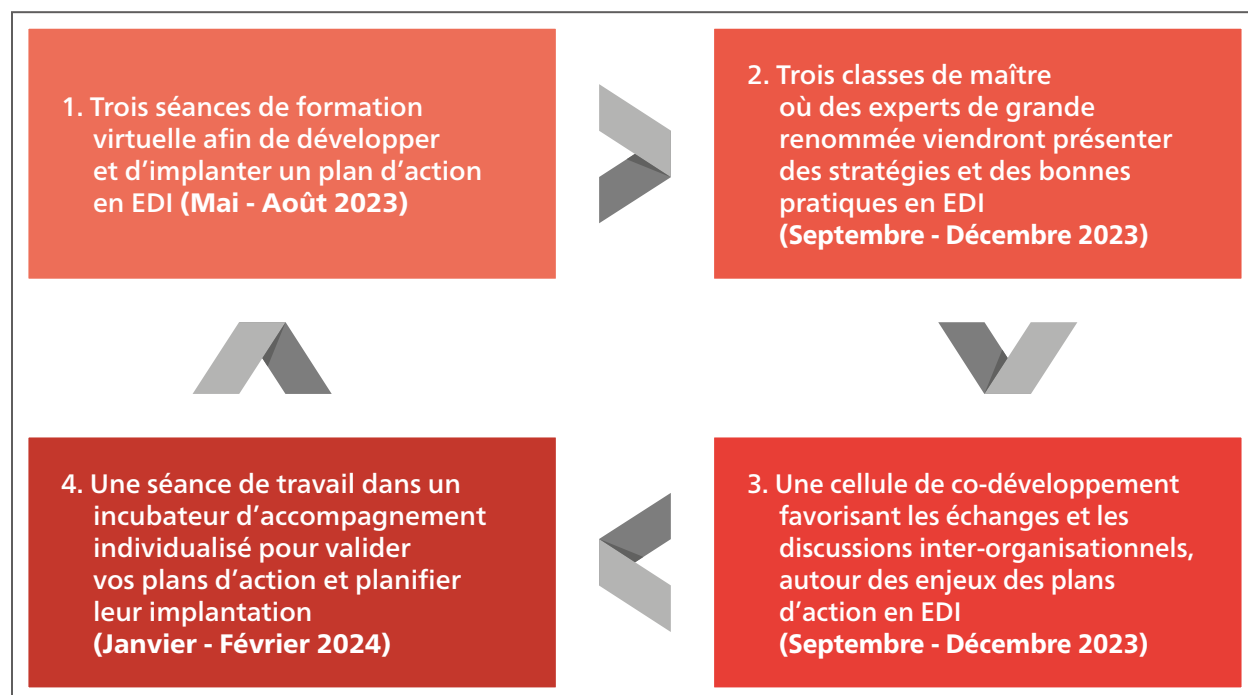 1. Trois séances de formation
virtuelle afin de développer
et d’implanter un plan d’action
en EDI (Mai - Août 2023)
2. Trois classes de maître
où des experts de grande
renommée viendront présenter
des stratégies et des bonnes
pratiques en EDI
(Septembre - Décembre 2023)
3. Une cellule de co-développement
favorisant les échanges et les
discussions inter-organisationnels,
autour des enjeux des plans
d’action en EDI
(Septembre - Décembre 2023)
4. Une séance de travail dans un
incubateur d’accompagnement
individualisé pour valider
vos plans d’action et planifier
leur implantation
(Janvier - Février 2024)